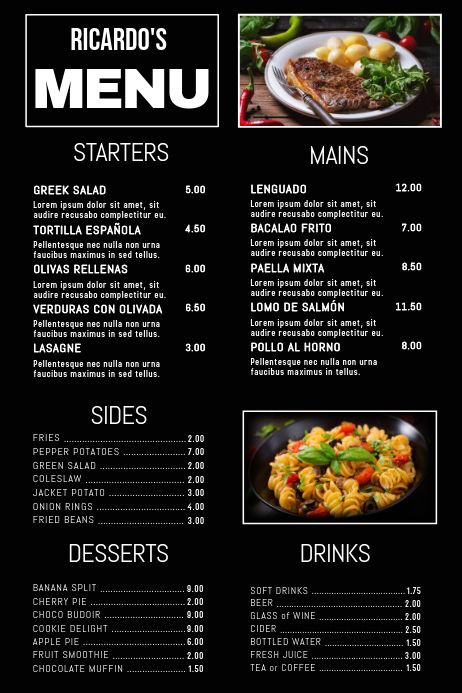 RICARDO'S
MENU
STARTERS
GREEK SALAD 5.00
Lorem ipsum dolor sit amet, sit
audire recusabo complectitur eu.
TORTILLA ESPAÑOLA 4.50
Pellentesque nec nulla non urna
faucibus maximus in sed tellus.
OLIVAS RELLENAS 6.00
Lorem ipsum dolor sit amet, sit
audire recusabo complectitur eu.
VERDURAS CON OLIVADA 6.50
Pellentesque nec nulla non urna
faucibus maximus in sed tellus.
LASAGNE 3.00
Pellentesque nec nulla non urna
faucibus maximus in sed tellus.
MAINS
LENGUADO 12.00
Lorem ipsum dolor sit amet, sit
audire recusabo complectitur eu.
BACALAO FRITO 7.00
Lorem ipsum dolor sit amet, sit
audire recusabo complectitur eu.
PAELLA MIXTA 8.50
Lorem ipsum dolor sit amet, sit
audire recusabo complectitur eu.
LOMO DE SALMÓN 11.50
Lorem ipsum dolor sit amet, sit
audire recusabo complectitur eu.
POLLO AL HORNO 8.00
Pellentesque nec nulla non urna
faucibus maximus in tellus.
SIDES
FRIES 2.00
PEPPER POTATOES 7.00
GREEN SALAD 2.00
COLESLAW 2.00
JACKET POTATO 3.00
ONION RINGS 4.00
FRIED BEANS 3.00
DESSERTS
BANANA SPLIT 9.00
CHERRY PIE 2.00
CHOCO BUDOIR 9.00
COOKIE DELIGHT 9.00
APPLE PIE 6.00
FRUIT SMOOTHIE 2.00
CHOCOLATE MUFFIN 1.50
DRINKS
SOFT DRINKS 1.75
BEER 2.00
GLASS of WINE 2.00
CIDER 2.50
BOTTLED WATER 1.50
FRESH JUICE 3.00
TEA or COFFEE 1.50